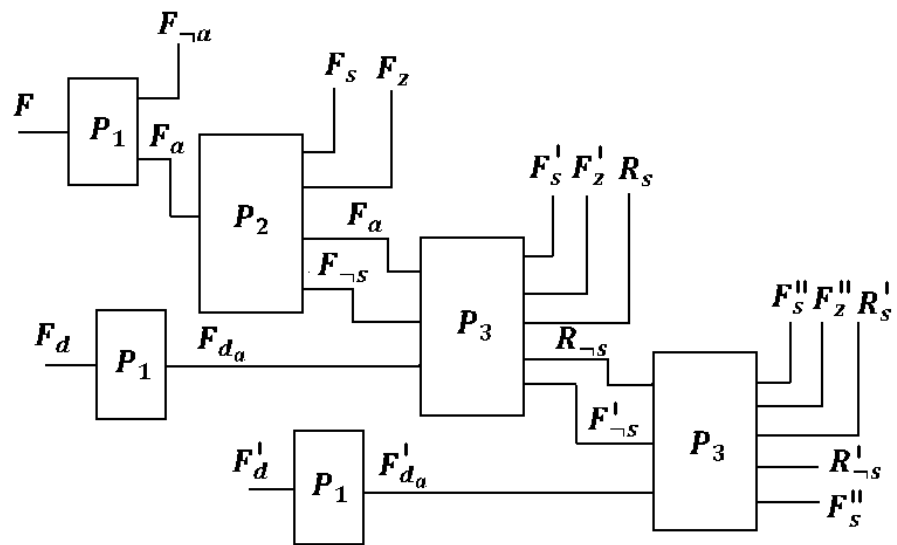 F¬a
F
P1
Fa
Fs Fz
P2
Fa
F¬s
F's F'z Rs
P3
Fd
P1
Fda
R¬s
F'¬s
F''s F''z R's
P3
F'd
P1
F'da
R'¬s
F''s